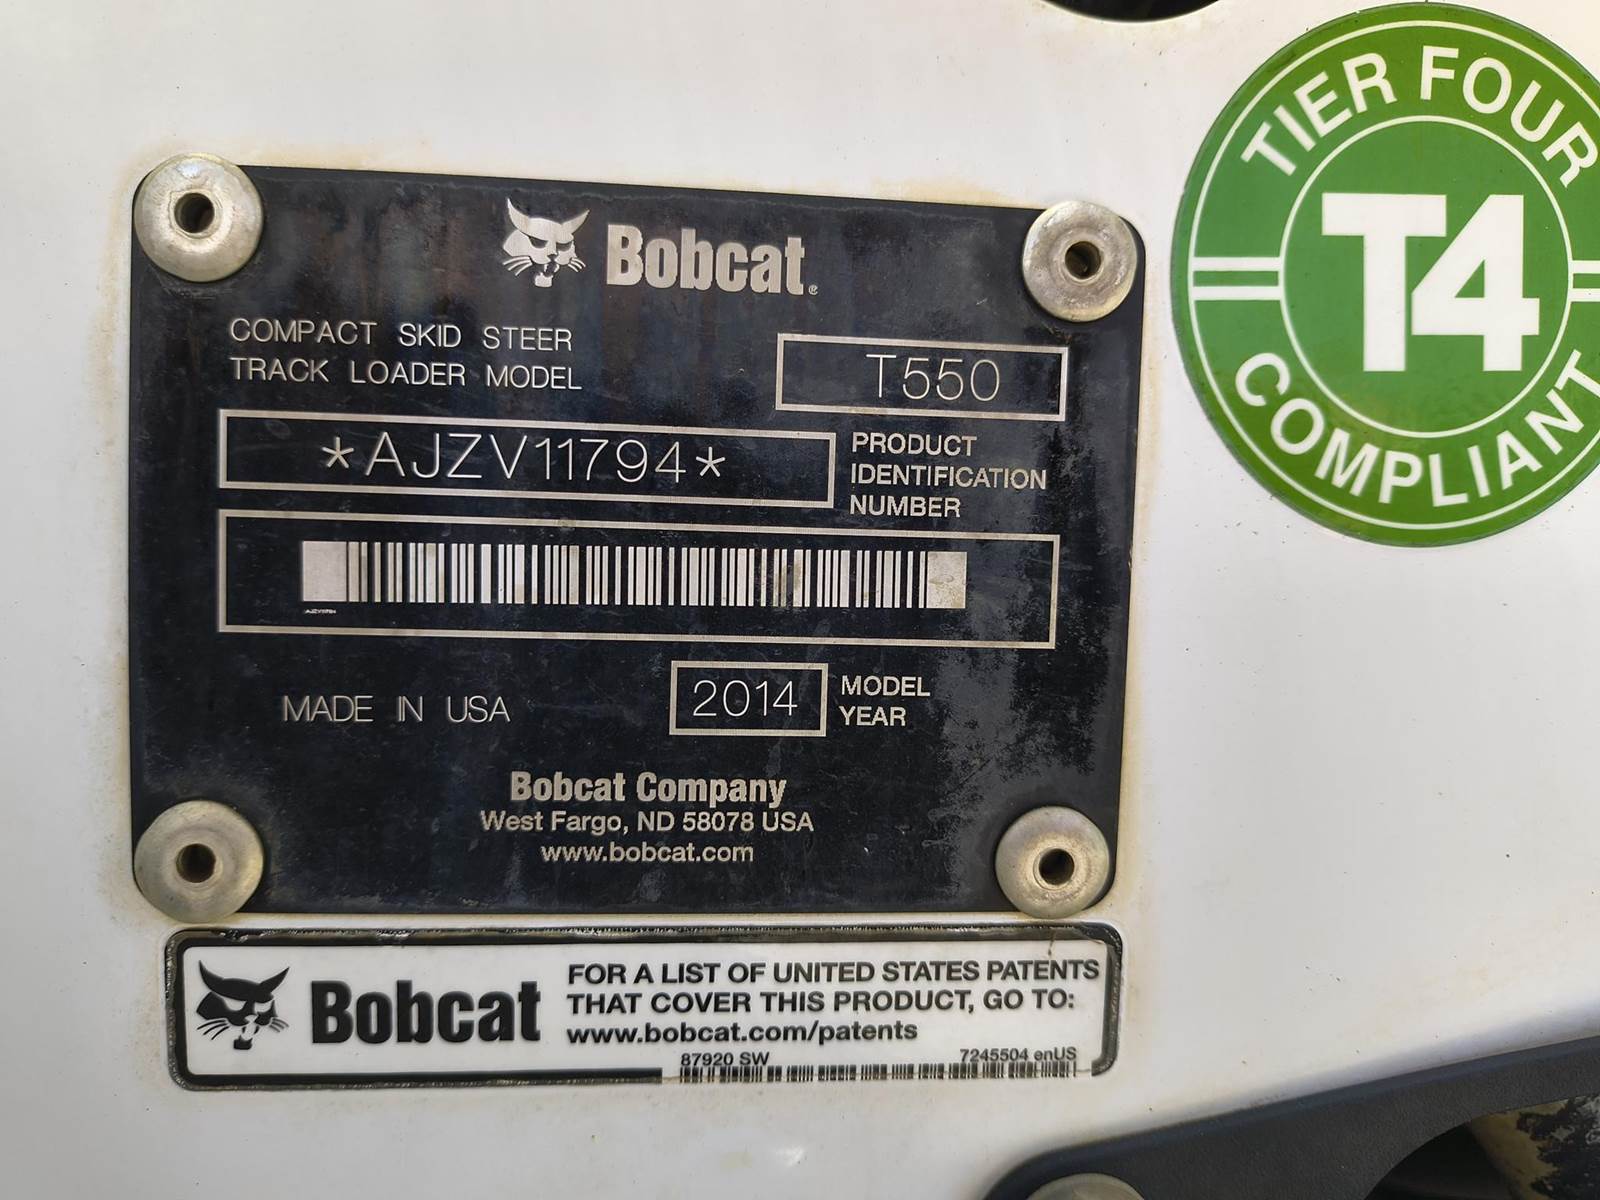 Bobcat®
COMPACT SKID STEER
TRACK LOADER MODEL
T550
*AJZV11794*
PRODUCT
IDENTIFICATION
NUMBER
AJZV11794
MADE IN USA
2014
MODEL
YEAR
Bobcat Company
West Fargo, ND 58078 USA
www.bobcat.com
Bobcat
FOR A LIST OF UNITED STATES PATENTS
THAT COVER THIS PRODUCT, GO TO:
www.bobcat.com/patents
87920 SW
7245504 enUS
TIER FOUR
T4
COMPLIANT